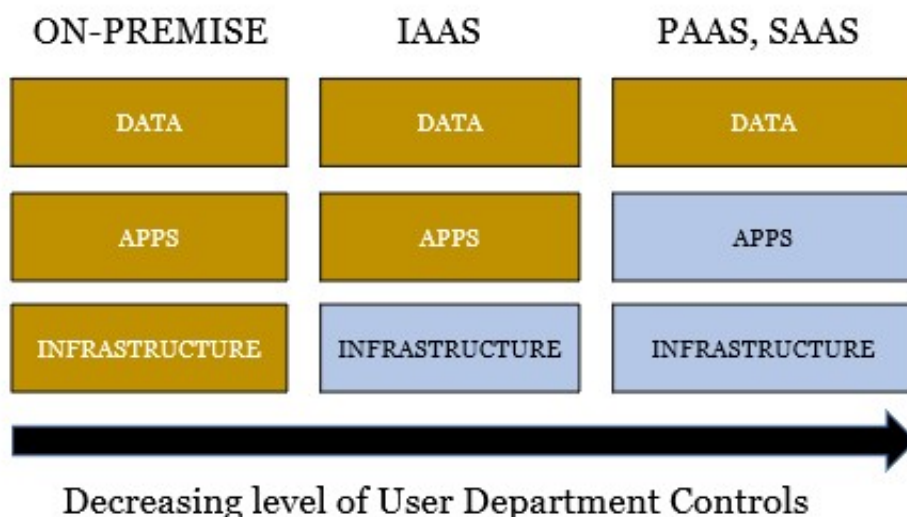 ON-PREMISE IAAS PAAS, SAAS
DATA DATA DATA
APPS APPS APPS
INFRASTRUCTURE INFRASTRUCTURE INFRASTRUCTURE
Decreasing level of User Department Controls